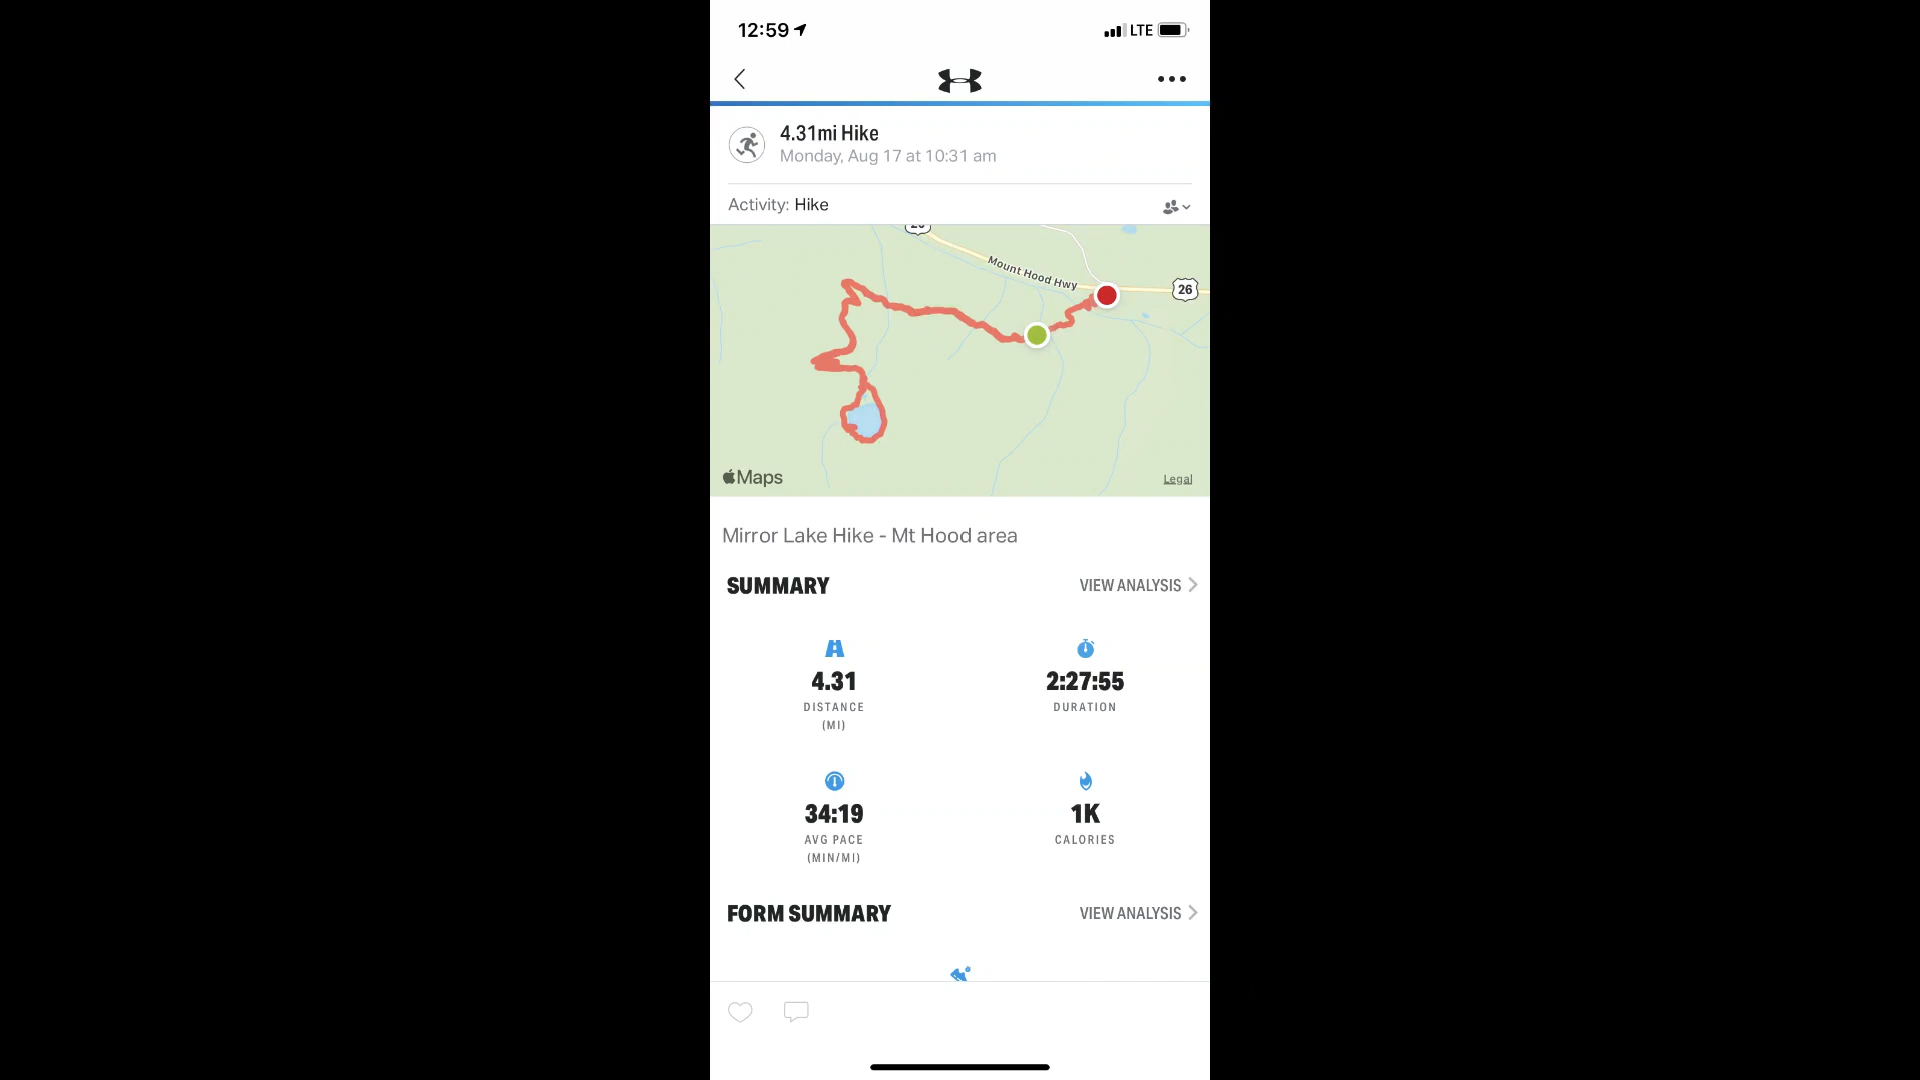 12:59
LTE
4.31mi Hike
Monday, Aug 17 at 10:31 am
Activity: Hike
26
Mount Hood Hwy
26
Maps
Legal
Mirror Lake Hike - Mt Hood area
SUMMARY
VIEW ANALYSIS
4.31
2:27:55
DISTANCE
(MI)
DURATION
34:19
1K
AVG PACE
(MIN/MI)
CALORIES
FORM SUMMARY
VIEW ANALYSIS